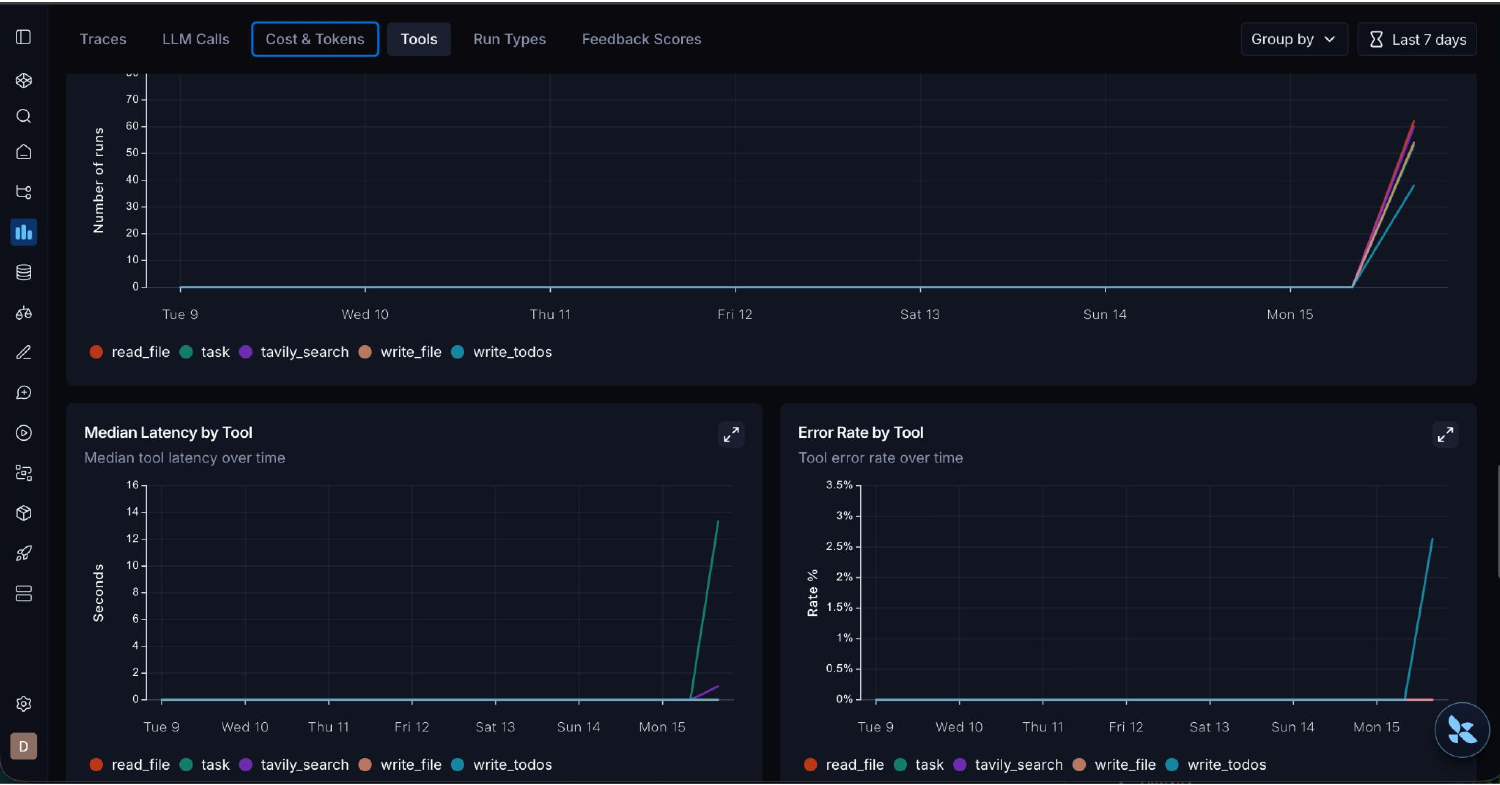 Traces LLM Calls Cost & Tokens Tools Run Types Feedback Scores Group by Last 7 days
70
60
50
40
30
20
10
0
Number of runs
Tue 9 Wed 10 Thu 11 Fri 12 Sat 13 Sun 14 Mon 15
read_file task tavily_search write_file write_todos
Median Latency by Tool
Median tool latency over time
16
14
12
10
8
6
4
2
0
Seconds
Tue 9 Wed 10 Thu 11 Fri 12 Sat 13 Sun 14 Mon 15
read_file task tavily_search write_file write_todos
Error Rate by Tool
Tool error rate over time
3.5%
3%
2.5%
2%
1.5%
1%
0.5%
0%
Rate %
Tue 9 Wed 10 Thu 11 Fri 12 Sat 13 Sun 14 Mon 15
read_file task tavily_search write_file write_todos
D